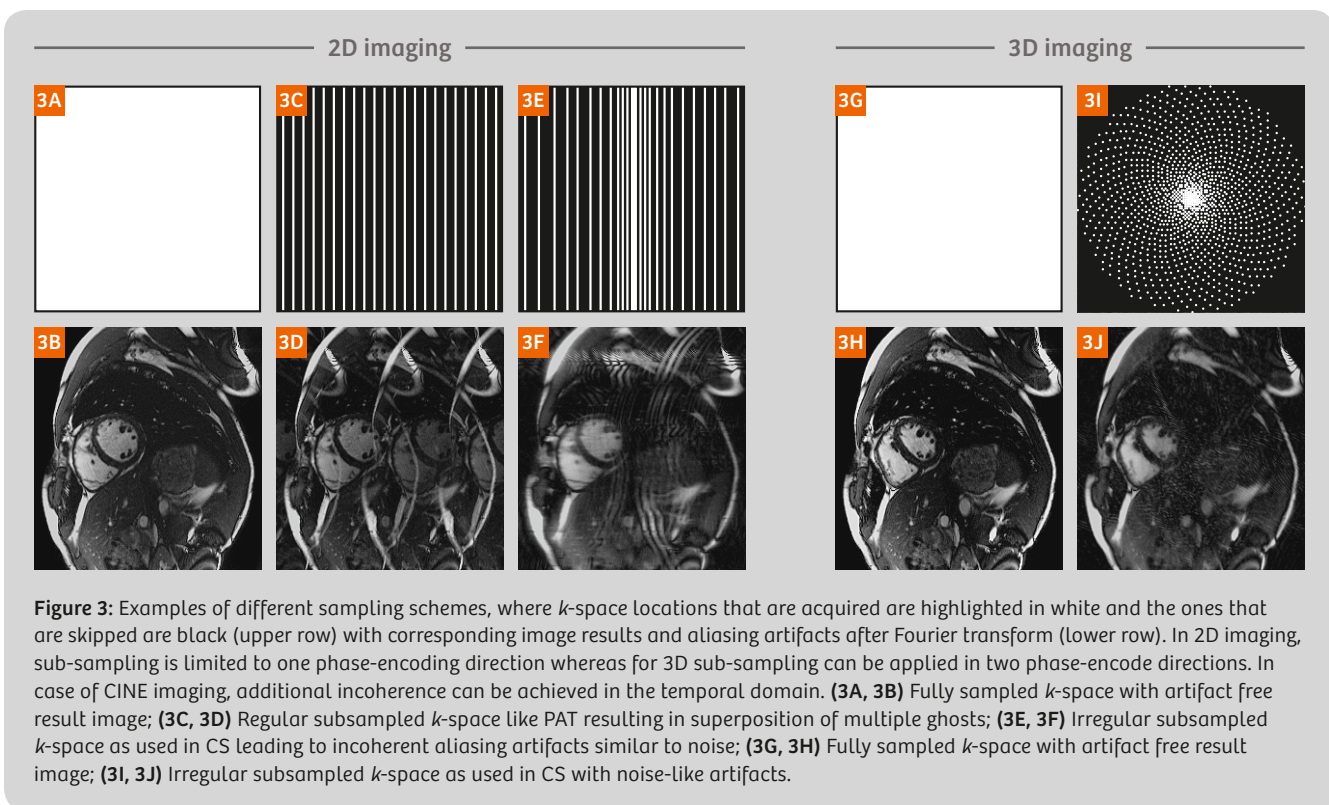 2D imaging
3D imaging
3A
3C
3E
3G
3I
3B
3D
3F
3H
3J
Figure 3: Examples of different sampling schemes, where k-space locations that are acquired are highlighted in white and the ones that
are skipped are black (upper row) with corresponding image results and aliasing artifacts after Fourier transform (lower row). In 2D imaging,
sub-sampling is limited to one phase-encoding direction whereas for 3D sub-sampling can be applied in two phase-encode directions. In
case of CINE imaging, additional incoherence can be achieved in the temporal domain. (3A, 3B) Fully sampled k-space with artifact free
result image; (3C, 3D) Regular subsampled k-space like PAT resulting in superposition of multiple ghosts; (3E, 3F) Irregular subsampled
k-space as used in CS leading to incoherent aliasing artifacts similar to noise; (3G, 3H) Fully sampled k-space with artifact free result
image; (3I, 3J) Irregular subsampled k-space as used in CS with noise-like artifacts.